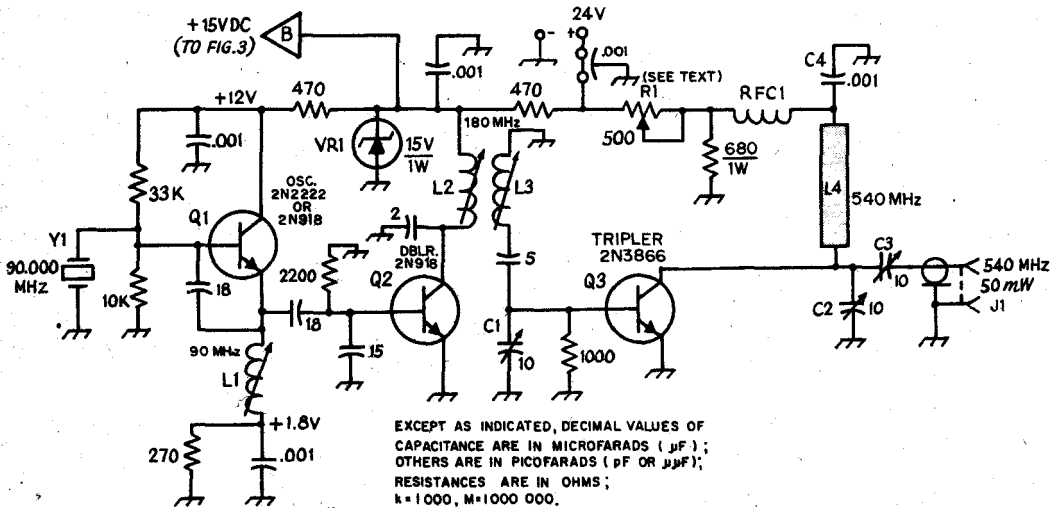 +15VDC
(TO FIG.3)
B
.001
24V
-
+
.001
C4
.001
+12V
470
470
(SEE TEXT)
R1
500
RFC1
.001
VR1
15V
1W
180 MHz
L2
L3
680
1W
L4
540 MHz
33K
OSC.
2N2222
OR
2N918
Q1
Y1
90.000
MHz
10K
18
2200
2
DBLR.
2N918
Q2
5
TRIPLER
2N3866
Q3
C3
10
540 MHz
50 mW
J1
C2
10
18
15
C1
10
1000
90 MHz
L1
+1.8V
270
.001
EXCEPT AS INDICATED, DECIMAL VALUES OF
CAPACITANCE ARE IN MICROFARADS ( µF ) ;
OTHERS ARE IN PICOFARADS ( pF OR µµF);
RESISTANCES ARE IN OHMS ;
k=1000, M=1000 000.